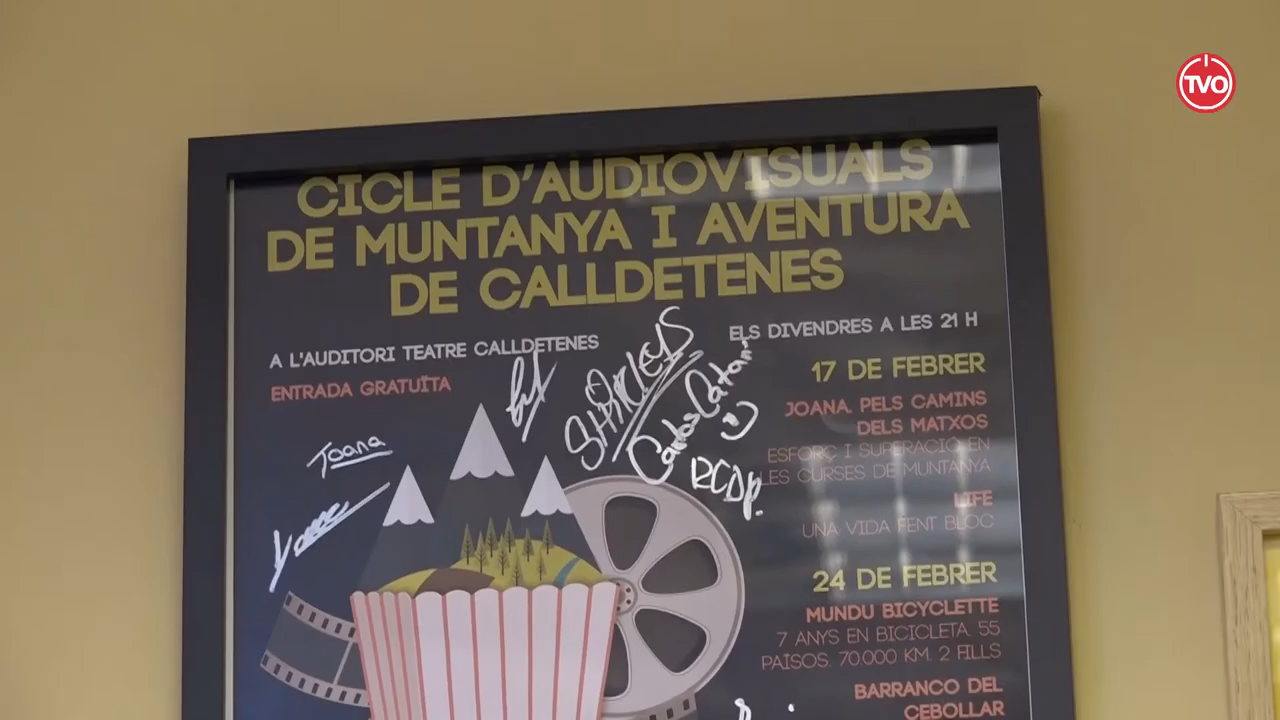 TVO
CICLE D'AUDIOVISUALS
DE MUNTANYA I AVENTURA
DE CALLDETENES
A L'AUDITORI TEATRE CALLDETENES
ENTRADA GRATUÏTA
Joana
ELS DIVENDRES A LES 21 H
17 DE FEBRER
JOANA. PELS CAMINS
DELS MATXOS
ESFORÇ I SUPERACIÓ EN
LES CURSES DE MUNTANYA
LIFE
UNA VIDA FENT BLOC
24 DE FEBRER
MUNDU BICYCLETTE
7 ANYS EN BICICLETA. 55
PAÏSOS. 70.000 KM. 2 FILLS
BARRANCO DEL
CEBOLLAR